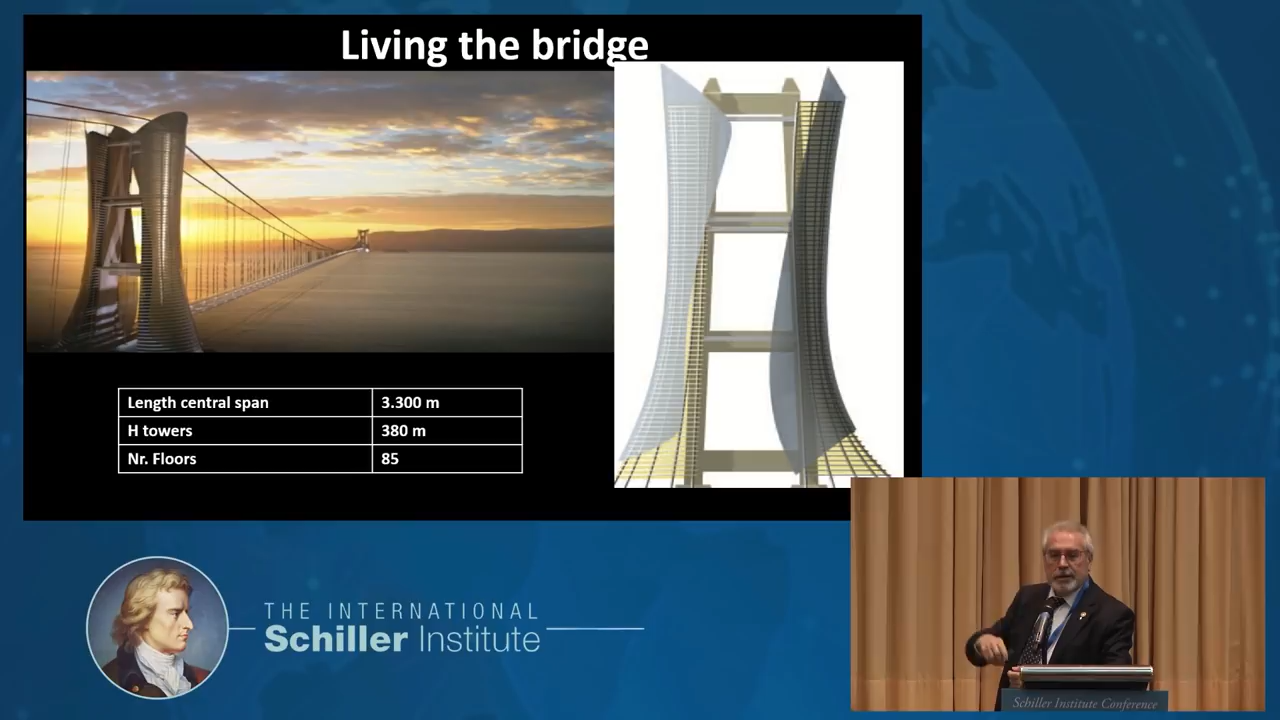 Living the bridge
Length central span 3.300 m
H towers 380 m
Nr. Floors 85
THE INTERNATIONAL
Schiller Institute
Schiller Institute Conference